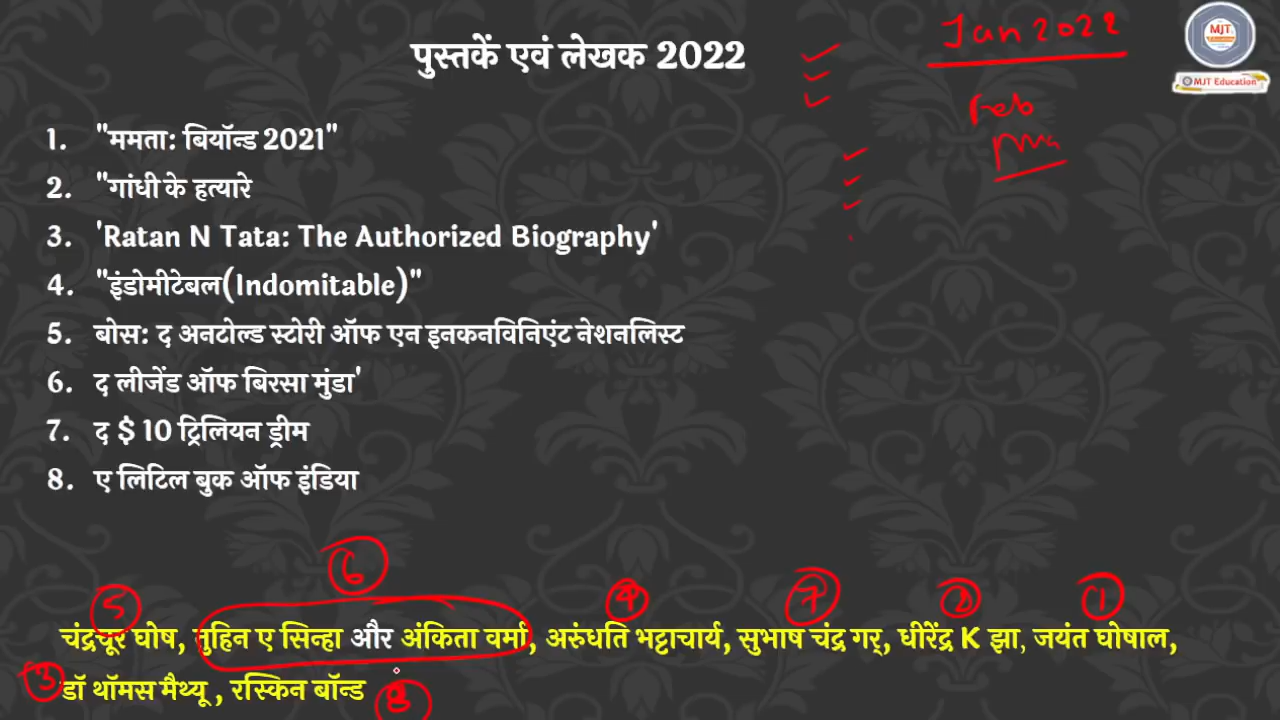 पुस्तकें एवं लेखक 2022
Jan 2022
Feb
MJT
MJT Education
1. "ममता: बियॉन्ड 2021"
2. "गांधी के हत्यारे
3. 'Ratan N Tata: The Authorized Biography'
4. "इंडोमीटेबल(Indomitable)"
5. बोस: द अनटोल्ड स्टोरी ऑफ एन इनकनविनिएंट नेशनलिस्ट
6. द लीजेंड ऑफ बिरसा मुंडा'
7. द $ 10 ट्रिलियन ड्रीम
8. ए लिटिल बुक ऑफ इंडिया
5 6 4 7 2 1
चंद्रचूर घोष, तुहिन ए सिन्हा और अंकिता वर्मा, अरुंधति भट्टाचार्य, सुभाष चंद्र गर्, धीरेंद्र K झा, जयंत घोषाल,
3 डॉ थॉमस मैथ्यू , रस्किन बॉन्ड 8